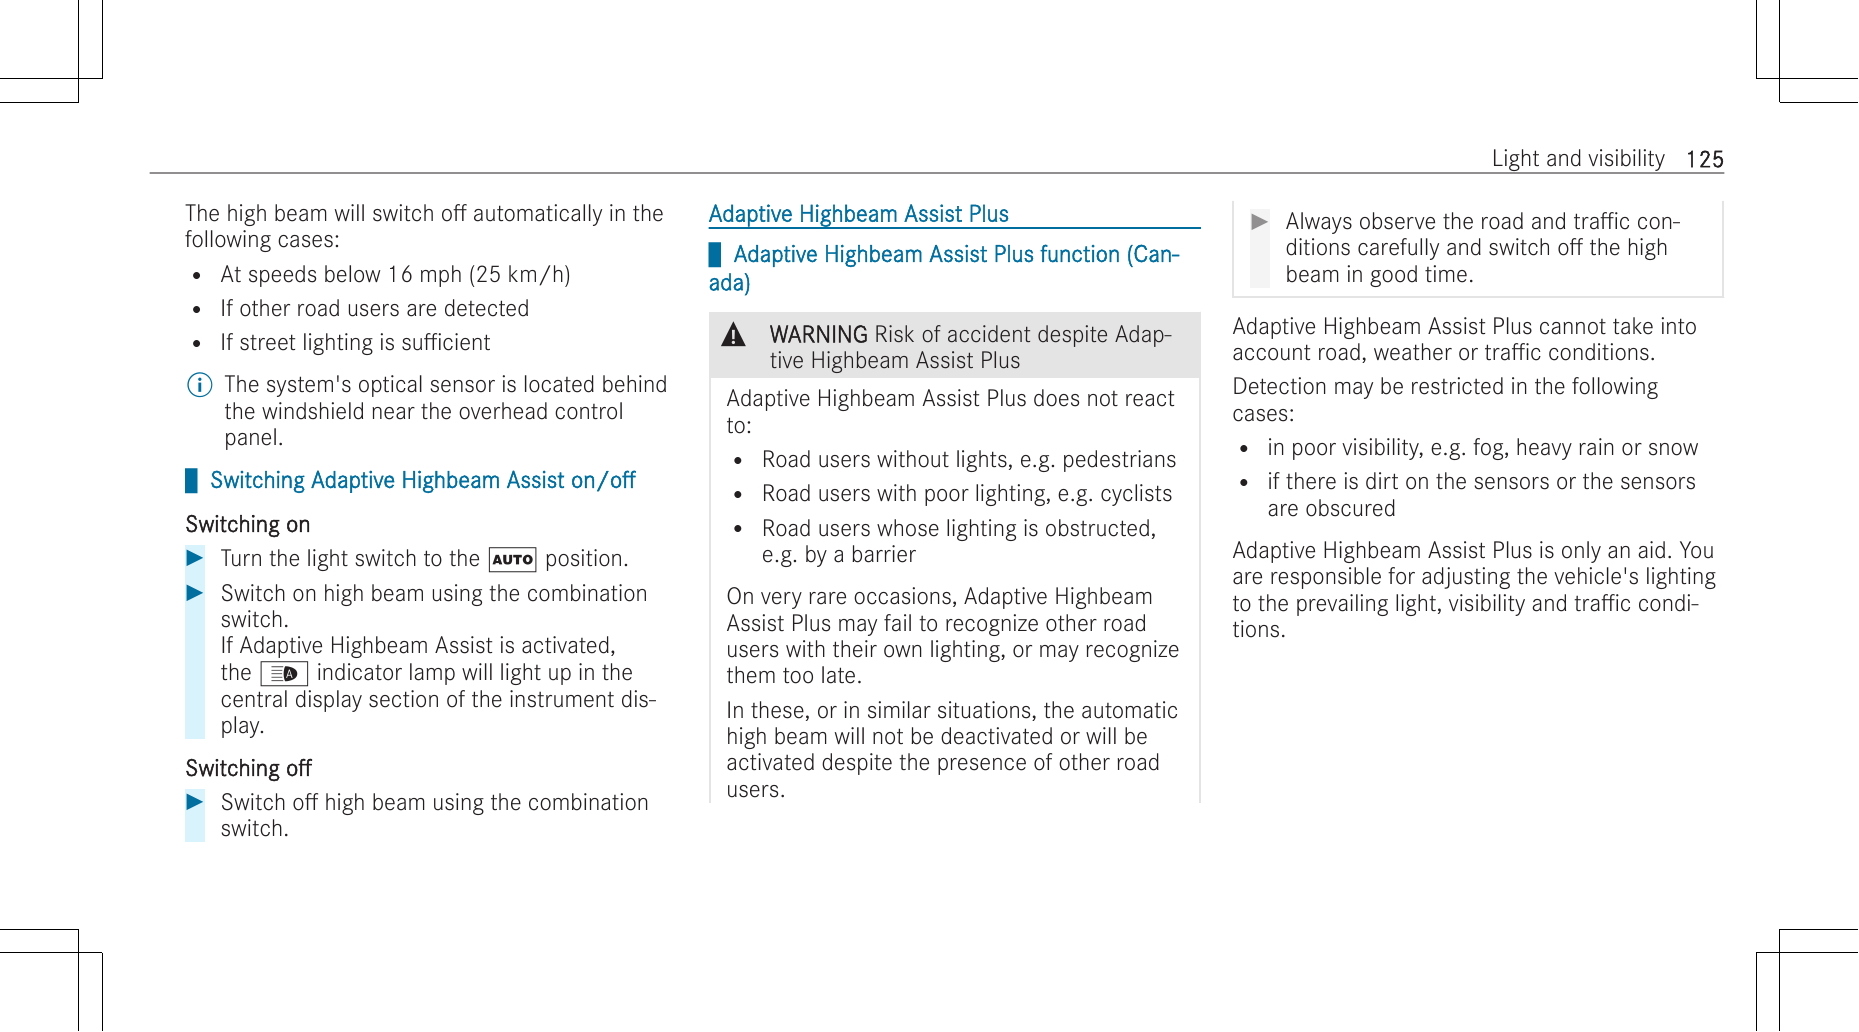 Light and visibility 125
The high beam will switch off automatically in the
following cases:
• At speeds below 16 mph (25 km/h)
• If other road users are detected
• If street lighting is sufficient
The system's optical sensor is located behind
the windshield near the overhead control
panel.
Switching Adaptive Highbeam Assist on/off
Switching on
Turn the light switch to the AUTO position.
Switch on high beam using the combination
switch.
If Adaptive Highbeam Assist is activated,
the A indicator lamp will light up in the
central display section of the instrument dis-
play.
Switching off
Switch off high beam using the combination
switch.
Adaptive Highbeam Assist Plus
Adaptive Highbeam Assist Plus function (Can-
ada)
WARNING Risk of accident despite Adap-
tive Highbeam Assist Plus
Adaptive Highbeam Assist Plus does not react
to:
• Road users without lights, e.g. pedestrians
• Road users with poor lighting, e.g. cyclists
• Road users whose lighting is obstructed,
e.g. by a barrier
On very rare occasions, Adaptive Highbeam
Assist Plus may fail to recognize other road
users with their own lighting, or may recognize
them too late.
In these, or in similar situations, the automatic
high beam will not be deactivated or will be
activated despite the presence of other road
users.
Always observe the road and traffic con-
ditions carefully and switch off the high
beam in good time.
Adaptive Highbeam Assist Plus cannot take into
account road, weather or traffic conditions.
Detection may be restricted in the following
cases:
• in poor visibility, e.g. fog, heavy rain or snow
• if there is dirt on the sensors or the sensors
are obscured
Adaptive Highbeam Assist Plus is only an aid. You
are responsible for adjusting the vehicle's lighting
to the prevailing light, visibility and traffic condi-
tions.